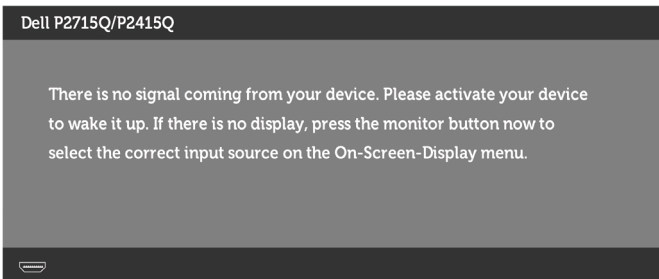 Dell P2715Q/P2415Q
There is no signal coming from your device. Please activate your device
to wake it up. If there is no display, press the monitor button now to
select the correct input source on the On-Screen-Display menu.